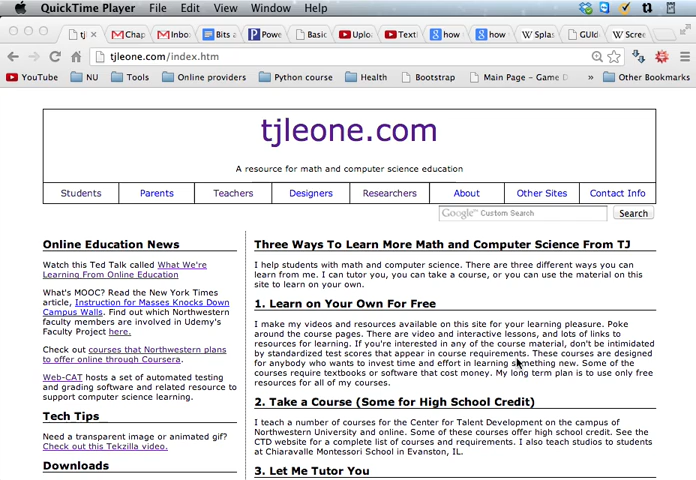 QuickTime Player File Edit View Window Help
tj Chap Inbo Bits a Powe Basic Uplo Textl how how Splas GUId Scree
tjleone.com/index.htm
YouTube NU Tools Online providers Python course Health Bootstrap Main Page – Game D » Other Bookmarks
tjleone.com
A resource for math and computer science education
Students Parents Teachers Designers Researchers About Other Sites Contact Info
Google™ Custom Search Search
Online Education News
Watch this Ted Talk called What We're
Learning From Online Education
What's MOOC? Read the New York Times
article, Instruction for Masses Knocks Down
Campus Walls. Find out which Northwestern
faculty members are involved in Udemy's
Faculty Project here.
Check out courses that Northwestern plans
to offer online through Coursera.
Web-CAT hosts a set of automated testing
and grading software and related resource to
support computer science learning.
Tech Tips
Need a transparent image or animated gif?
Check out this Tekzilla video.
Downloads
Three Ways To Learn More Math and Computer Science From TJ
I help students with math and computer science. There are three different ways you can
learn from me. I can tutor you, you can take a course, or you can use the material on this
site to learn on your own.
1. Learn on Your Own For Free
I make my videos and resources available on this site for your learning pleasure. Poke
around the course pages. There are video and interactive lessons, and lots of links to
resources for learning. If you're interested in any of the course material, don't be intimidated
by standardized test scores that appear in course requirements. These courses are designed
for anybody who wants to invest time and effort in learning something new. Some of the
courses require textbooks or software that cost money. My long term plan is to use only free
resources for all of my courses.
2. Take a Course (Some for High School Credit)
I teach a number of courses for the Center for Talent Development on the campus of
Northwestern University and online. Some of these courses offer high school credit. See the
CTD website for a complete list of courses and requirements. I also teach studios to students
at Chiaravalle Montessori School in Evanston, IL.
3. Let Me Tutor You